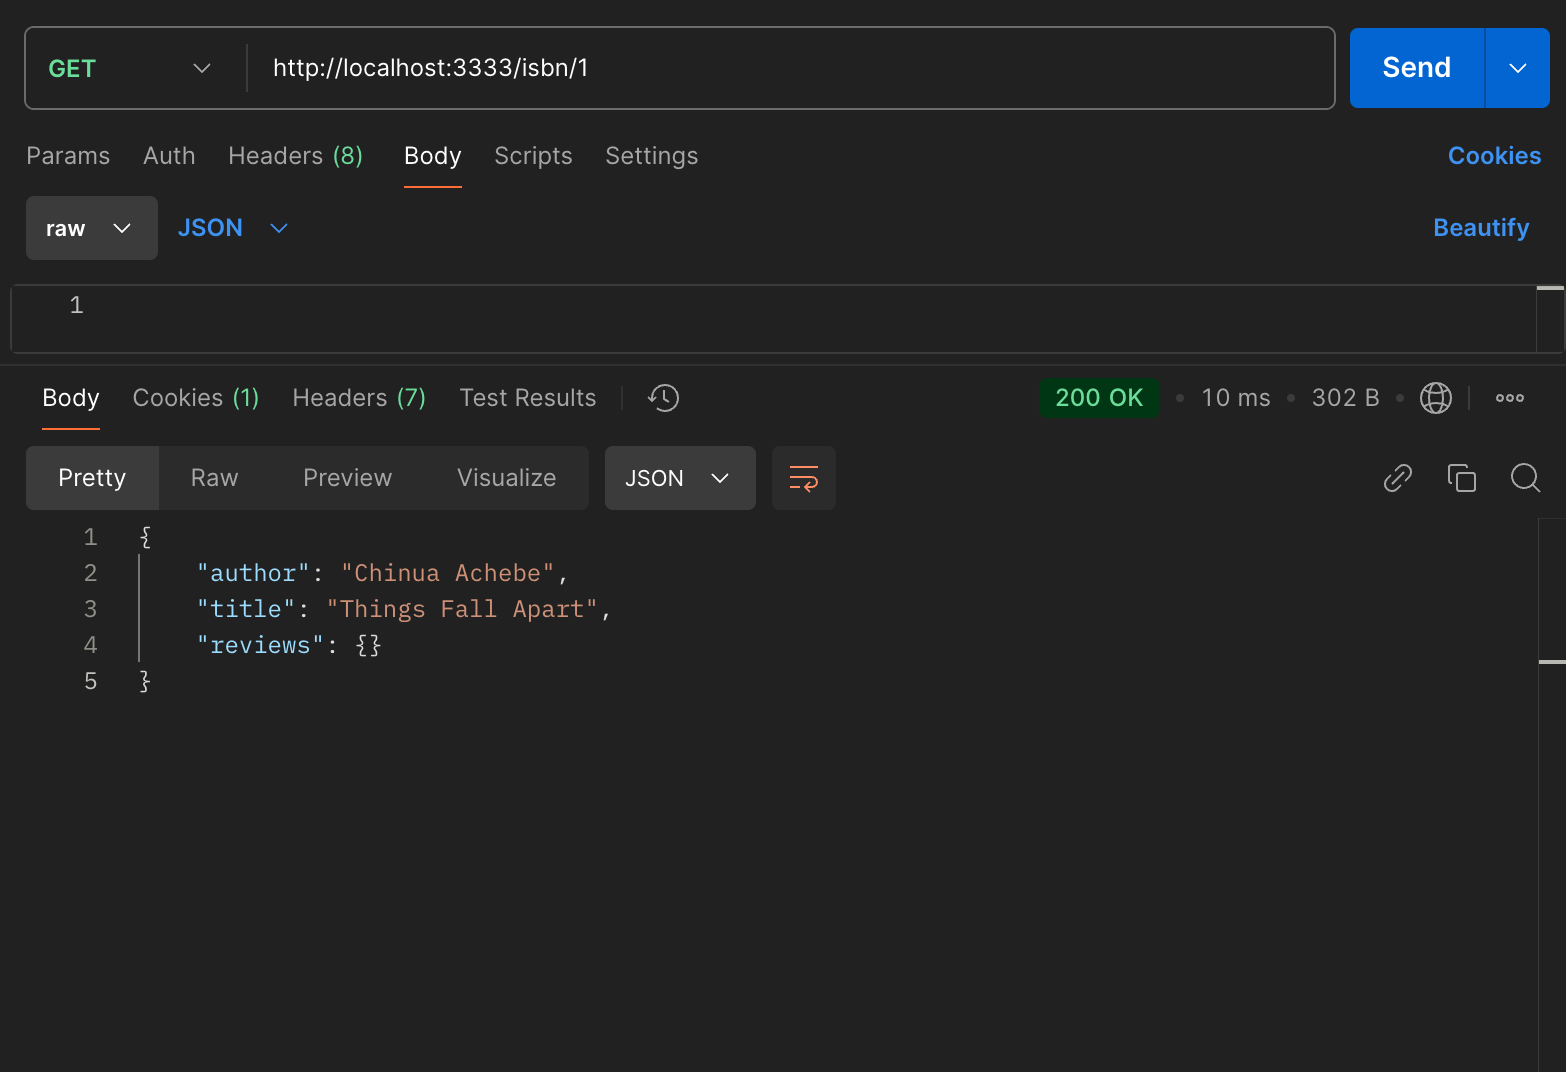 GET http://localhost:3333/isbn/1 Send
Params Auth Headers (8) Body Scripts Settings Cookies
raw JSON Beautify
1
Body Cookies (1) Headers (7) Test Results 200 OK • 10 ms • 302 B •
Pretty Raw Preview Visualize JSON
1 {
2 "author": "Chinua Achebe",
3 "title": "Things Fall Apart",
4 "reviews": {}
5 }